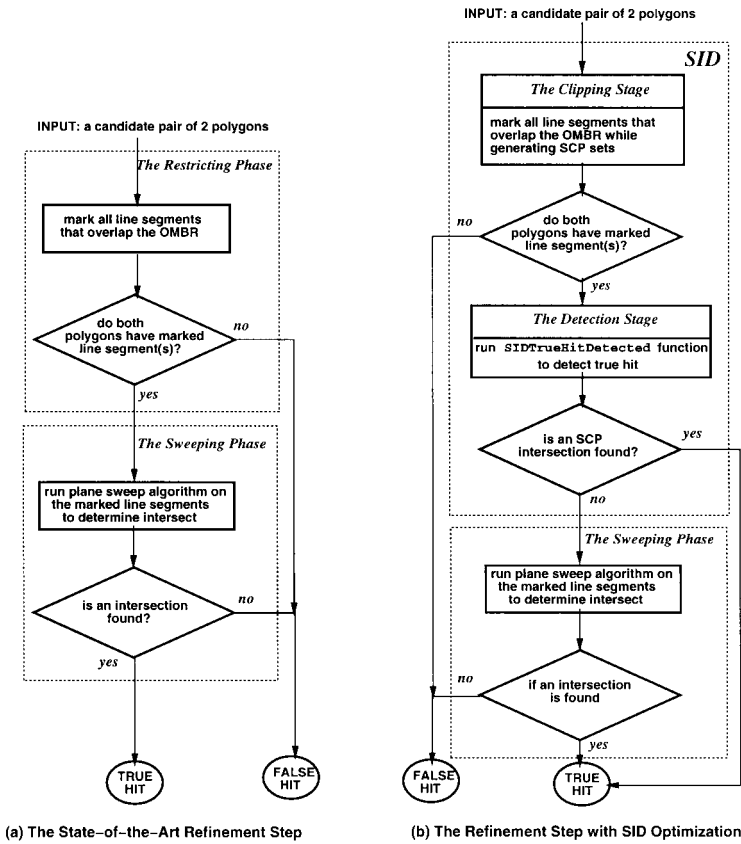 INPUT: a candidate pair of 2 polygons
The Restricting Phase
mark all line segments
that overlap the OMBR
do both
polygons have marked
line segment(s)?
no
yes
The Sweeping Phase
run plane sweep algorithm on
the marked line segments
to determine intersect
is an intersection
found?
no
yes
TRUE
HIT
FALSE
HIT
(a) The State-of-the-Art Refinement Step
INPUT: a candidate pair of 2 polygons
SID
The Clipping Stage
mark all line segments that
overlap the OMBR while
generating SCP sets
no
do both
polygons have marked
line segment(s)?
yes
The Detection Stage
run SIDTrueHitDetected function
to detect true hit
is an SCP
intersection found?
yes
no
The Sweeping Phase
run plane sweep algorithm on
the marked line segments
to determine intersect
no
if an intersection
is found
yes
FALSE
HIT
TRUE
HIT
(b) The Refinement Step with SID Optimization